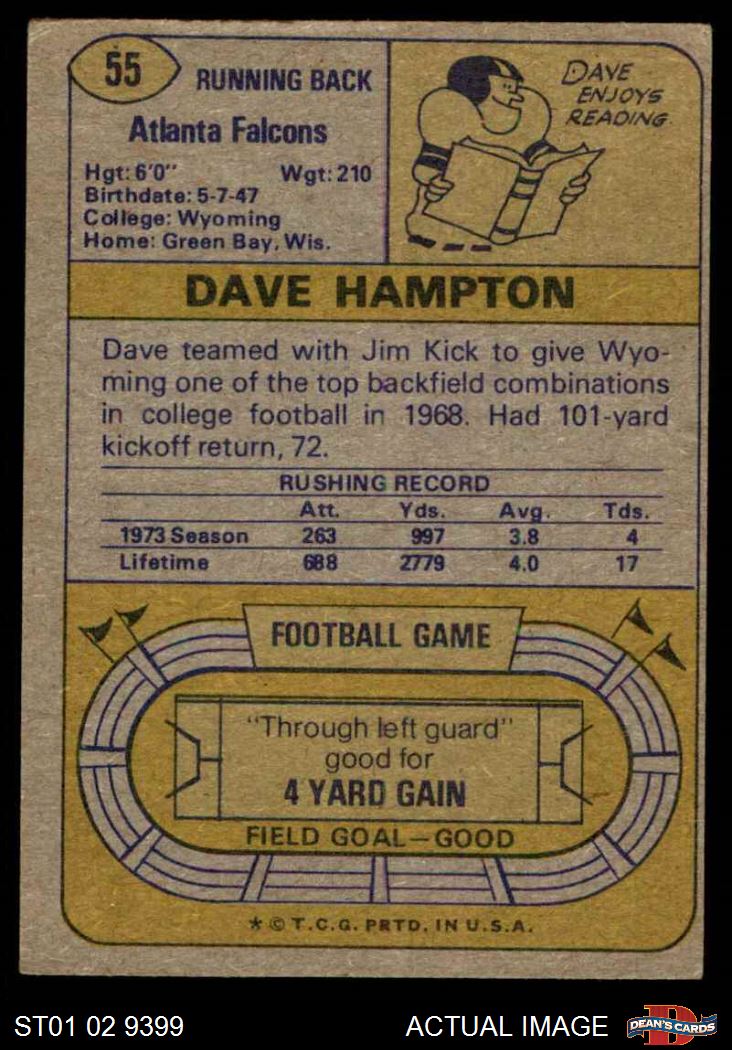 55
RUNNING BACK
Atlanta Falcons
Hgt: 6'0" Wgt: 210
Birthdate: 5-7-47
College: Wyoming
Home: Green Bay, Wis.
DAVE
ENJOYS
READING
DAVE HAMPTON
Dave teamed with Jim Kick to give Wyo-
ming one of the top backfield combinations
in college football in 1968. Had 101-yard
kickoff return, 72.
RUSHING RECORD
Att. Yds. Avg. Tds.
1973 Season 263 997 3.8 4
Lifetime 688 2779 4.0 17
FOOTBALL GAME
"Through left guard"
good for
4 YARD GAIN
FIELD GOAL—GOOD
* © T.C.G. PRTD. IN U.S.A.
ST01 02 9399 ACTUAL IMAGE
D
DEAN'S CARDS